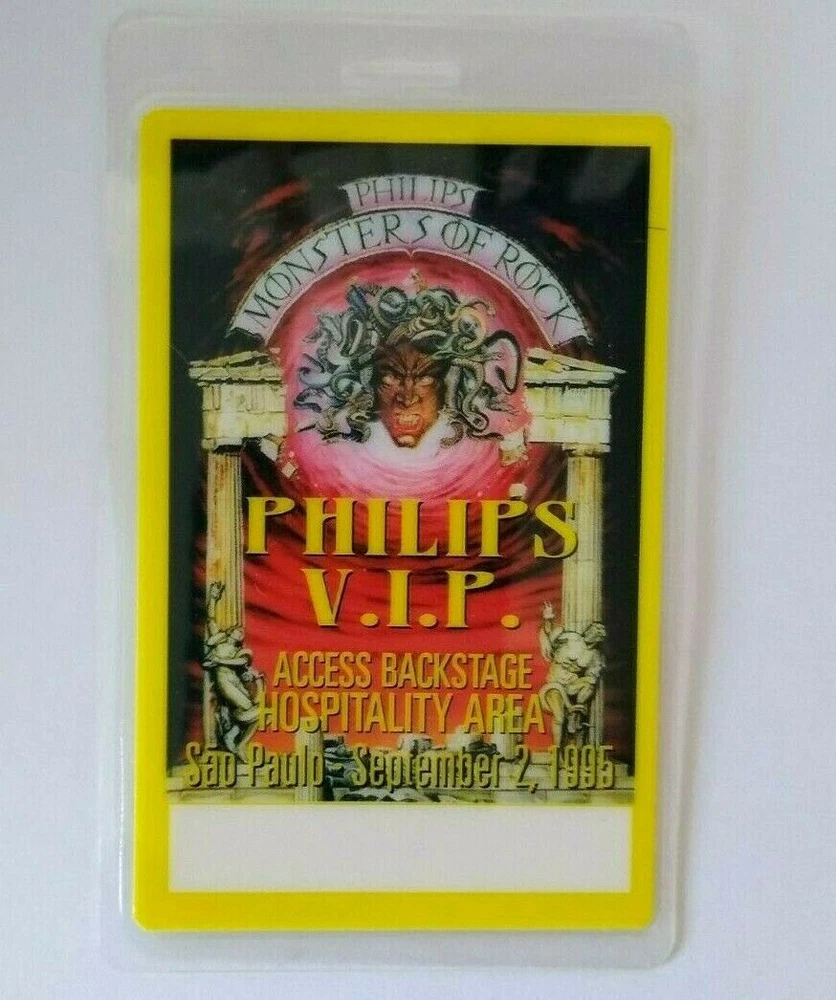 PHILIPS
MONSTERS OF ROCK
PHILIPS
V.I.P.
ACCESS BACKSTAGE
HOSPITALITY AREA
São Paulo - September 2, 1995